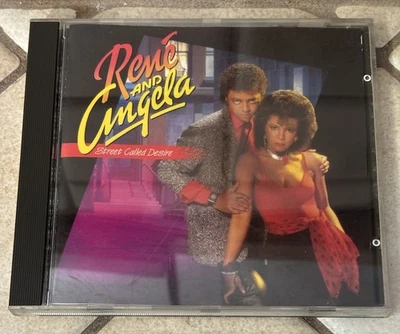 René
AND
Angela
Street Called Desire